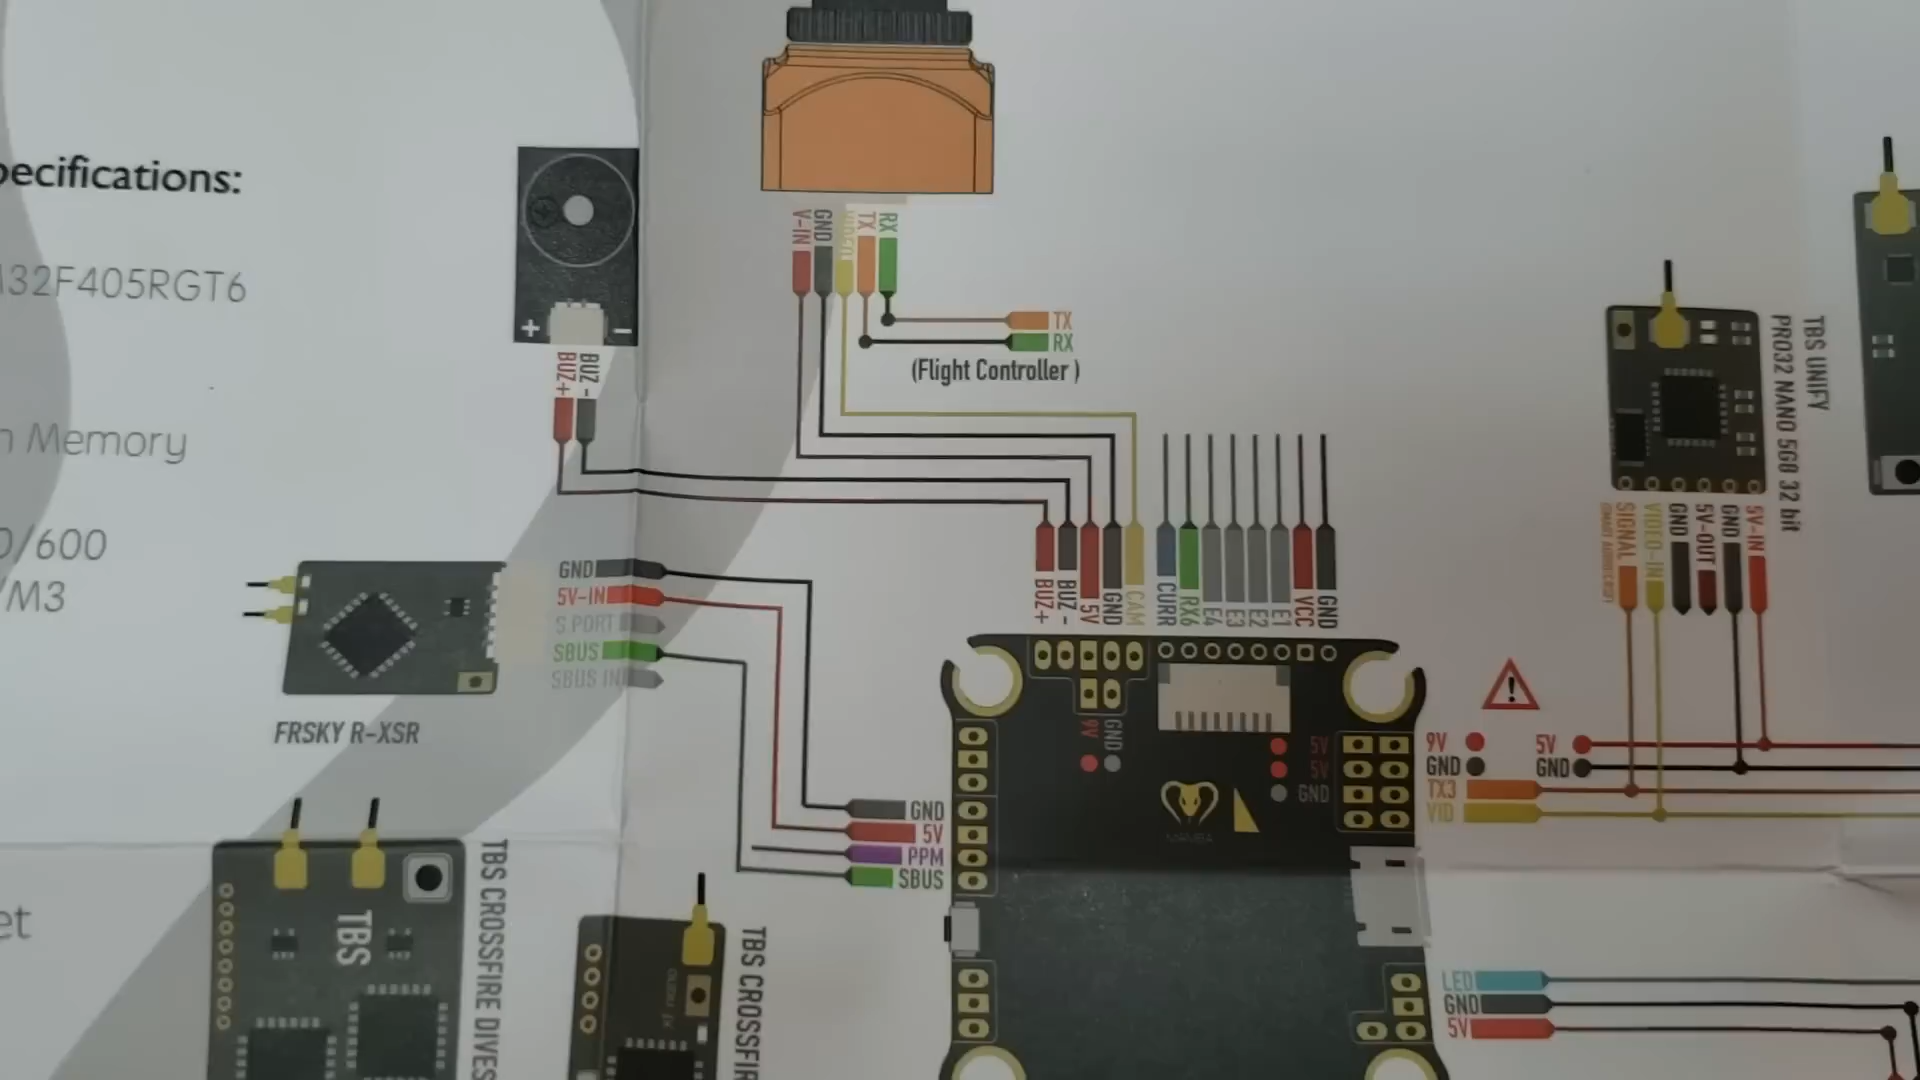 pecifications:
32F405RGT6
n Memory
0/600
/M3
et
+ −
BUZ+
BUZ -
V-IN
GND
TX
RX
TX
RX
(Flight Controller )
GND
5V-IN
S PORT
SBUS
SBUS IN
FRSKY R-XSR
BUZ+
BUZ -
5V
GND
CAM
CURR
RX6
E4
E3
E2
E1
VCC
GND
9V
GND
5V
5V
GND
MAMBA
GND
5V
PPM
SBUS
TBS UNIFY
PRO32 NANO 5G8 32 bit
SIGNAL
VIDEO-IN
GND
5V-OUT
GND
5V-IN
!
9V
GND
TX3
VID
5V
GND
TBS
TBS CROSSFIRE DIVES
TBS CROSSFIR
LED
GND
5V